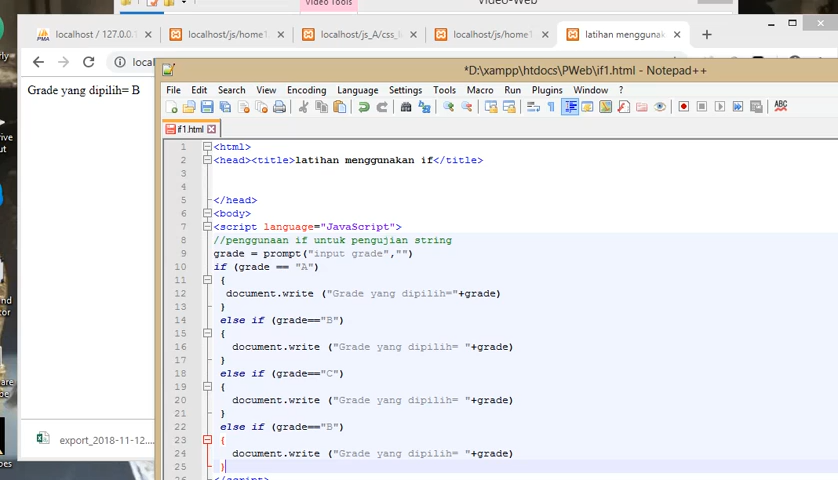 Video Tools
Video-Web
localhost / 127.0.0.1
localhost/js/home1
localhost/js_A/css_l
localhost/js/home1
latihan menggunak
local
*D:\xampp\htdocs\PWeb\if1.html - Notepad++
File Edit Search View Encoding Language Settings Tools Macro Run Plugins Window ?
if1.html
Grade yang dipilih= B
1 <html>
2 <head><title>latihan menggunakan if</title>
3
4
5 </head>
6 <body>
7 <script language="JavaScript">
8 //penggunaan if untuk pengujian string
9 grade = prompt("input grade","")
10 if (grade == "A")
11 {
12 document.write ("Grade yang dipilih="+grade)
13 }
14 else if (grade=="B")
15 {
16 document.write ("Grade yang dipilih= "+grade)
17 }
18 else if (grade=="C")
19 {
20 document.write ("Grade yang dipilih= "+grade)
21 }
22 else if (grade=="B")
23 {
24 document.write ("Grade yang dipilih= "+grade)
25 }
26 </script>
export_2018-11-12....